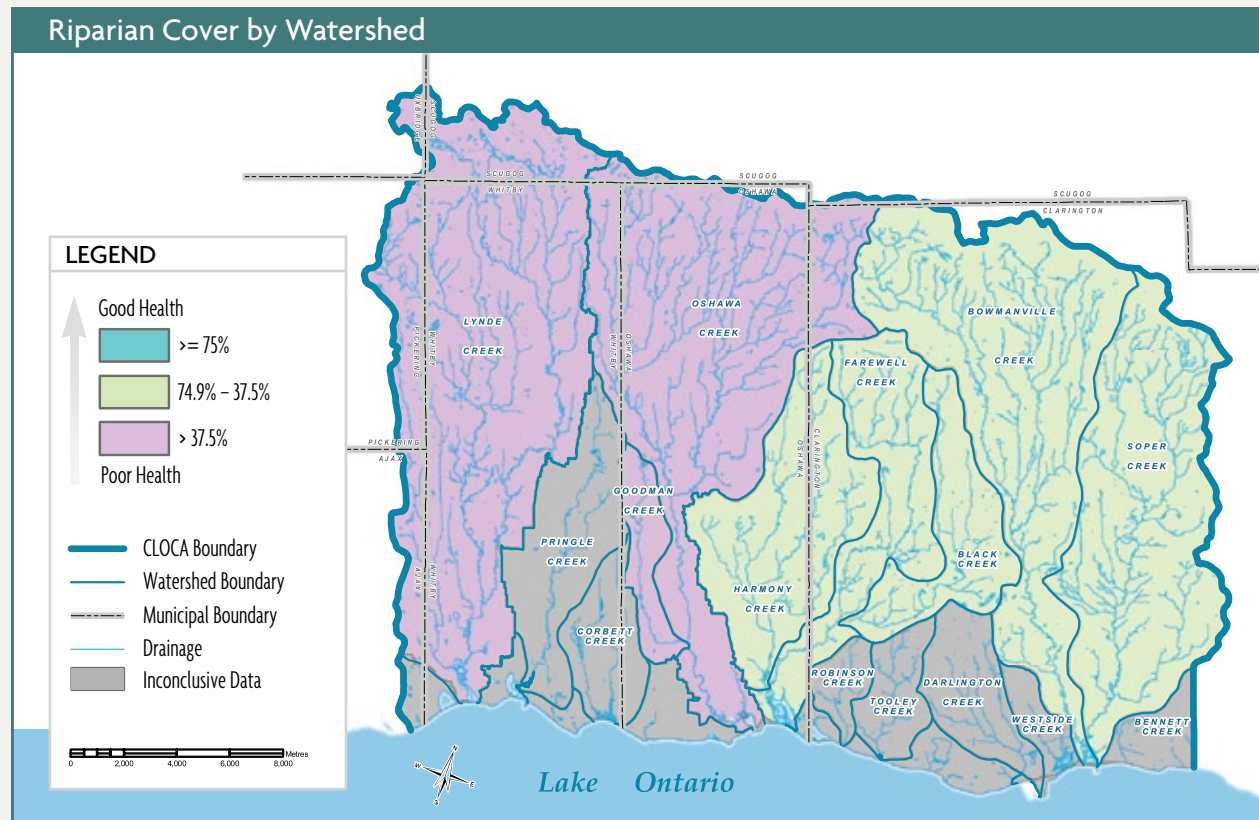 Riparian Cover by Watershed
UXBRIDGE
SCUGOG
SCUGOG
WHITBY
SCUGOG
OSHAWA
SCUGOG
CLARINGTON
LEGEND
Good Health
>= 75%
74.9% – 37.5%
> 37.5%
Poor Health
CLOCA Boundary
Watershed Boundary
Municipal Boundary
Drainage
Inconclusive Data
0
2,000
4,000
6,000
8,000
Metres
LYNDE
CREEK
OSHAWA
CREEK
BOWMANVILLE
CREEK
FAREWELL
CREEK
SOPER
CREEK
PICKERING
WHITBY
WHITBY
OSHAWA
PICKERING
AJAX
OSHAWA
CLARINGTON
GOODMAN
CREEK
PRINGLE
CREEK
BLACK
CREEK
HARMONY
CREEK
AJAX
WHITBY
CORBETT
CREEK
ROBINSON
CREEK
TOOLEY
CREEK
DARLINGTON
CREEK
WESTSIDE
CREEK
BENNETT
CREEK
N
W
E
S
Lake Ontario